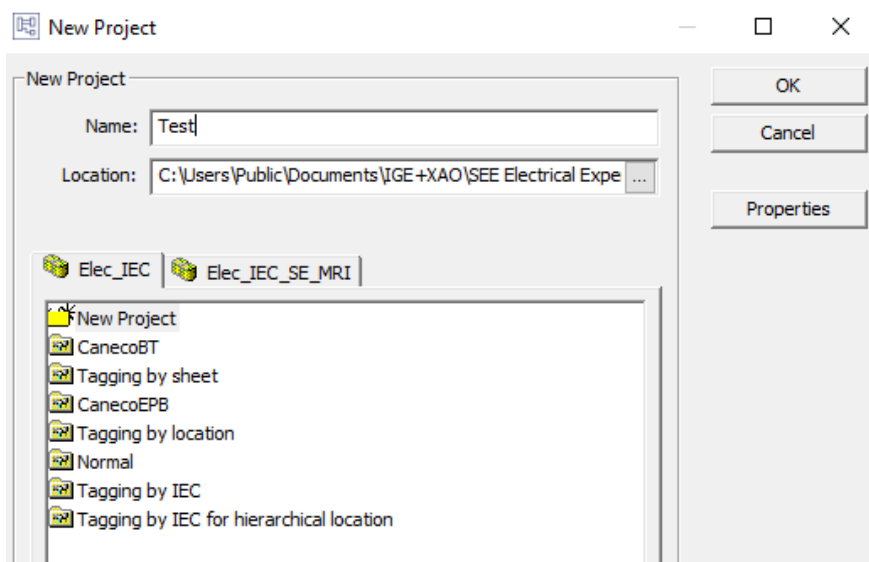 New Project
New Project
OK
Name: Test
Cancel
Location: C:\Users\Public\Documents\IGE+XAO\SEE Electrical Expe ...
Properties
Elec_IEC Elec_IEC_SE_MRI
New Project
CanecoBT
Tagging by sheet
CanecoEPB
Tagging by location
Normal
Tagging by IEC
Tagging by IEC for hierarchical location